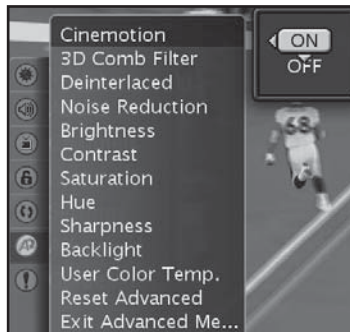 Cinemotion
3D Comb Filter
Deinterlaced
Noise Reduction
Brightness
Contrast
Saturation
Hue
Sharpness
Backlight
User Color Temp.
Reset Advanced
Exit Advanced Me...
ON
OFF
68